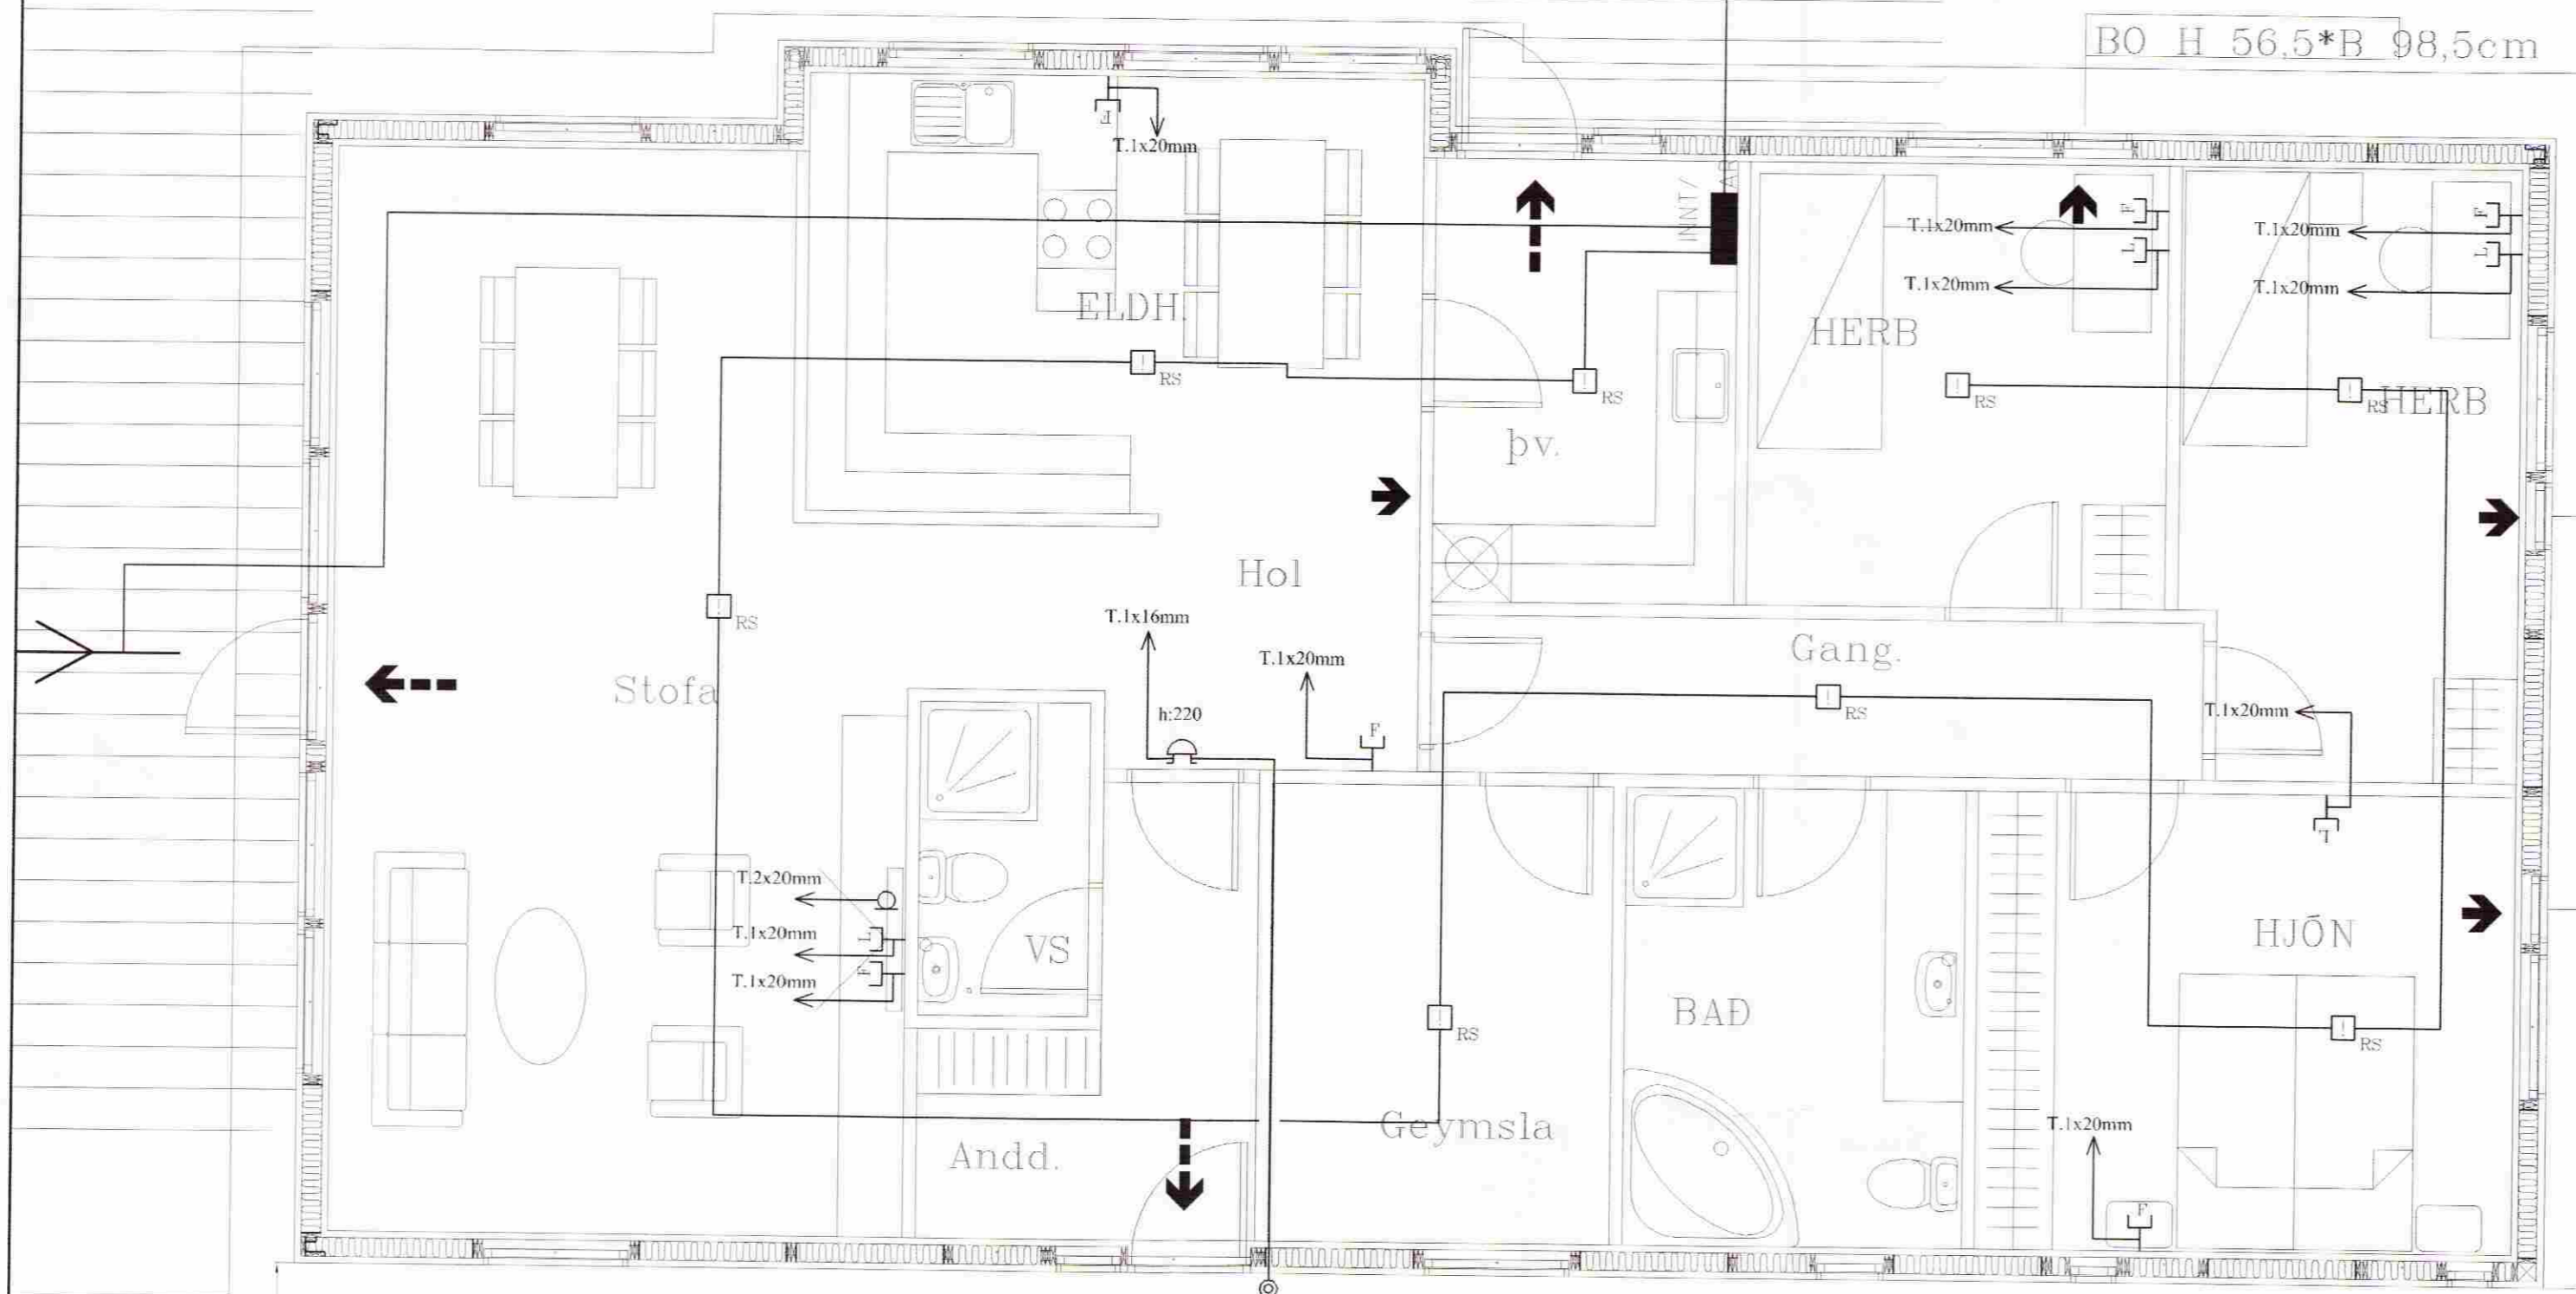 BO H 56,5*B 98,5cm
F
T.1x20mm
INNT/
F
T.1x20mm
T
T.1x20mm
F
T.1x20mm
L
T.1x20mm
ELDH.
HERB
RS
RS
RS
RS
HERB
þv.
Hol
RS
T.1x16mm
T.1x20mm
Gang.
Stofa
h:220
F
RS
T.1x20mm
T
T.2x20mm
T.1x20mm
L
T.1x20mm
F
VS
HJÓN
BAÐ
RS
RS
Geymsla
T.1x20mm
Andd.
F